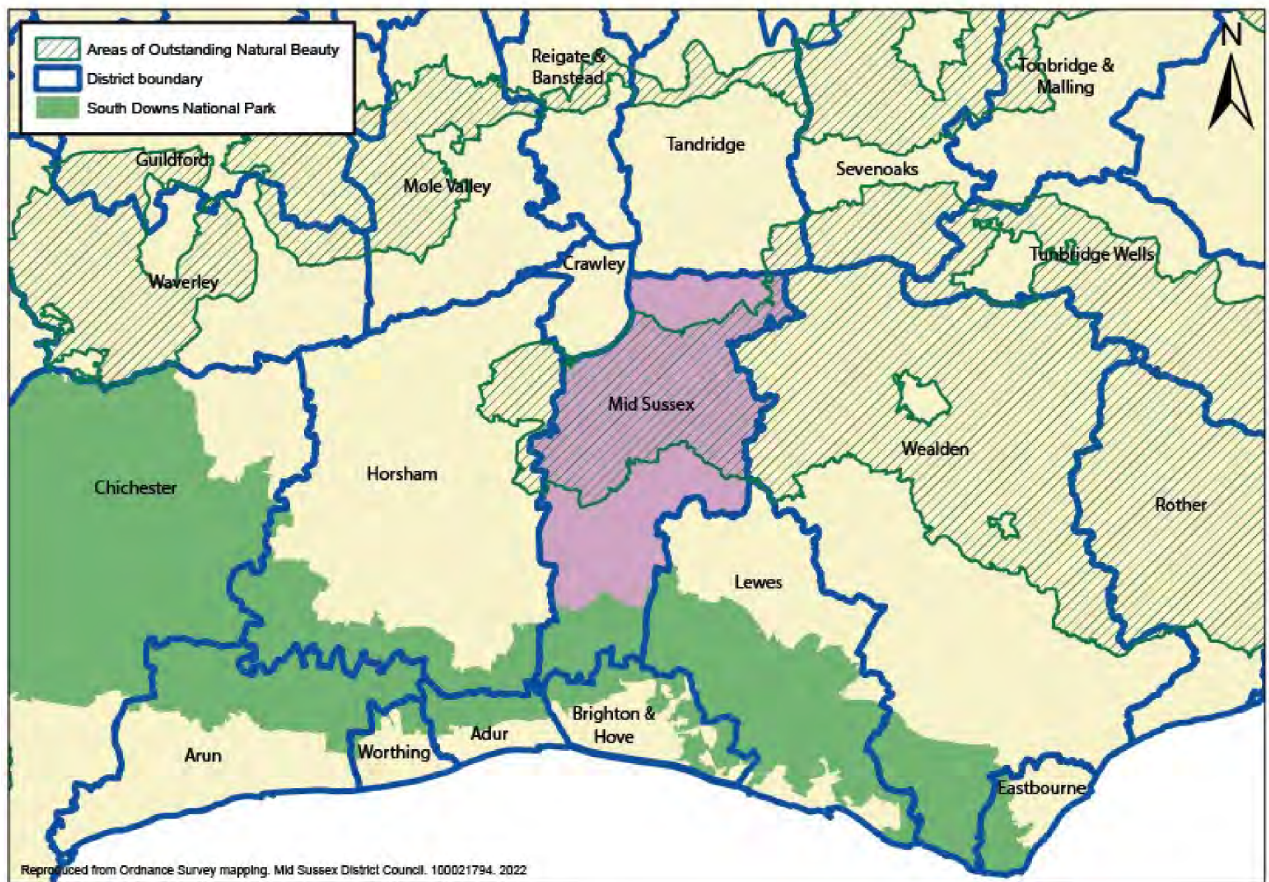 Areas of Outstanding Natural Beauty
District boundary
South Downs National Park
N
Reigate &
Banstead
Tonbridge &
Malling
Guildford
Tandridge
Sevenoaks
Mole Valley
Crawley
Tunbridge Wells
Waverley
Mid Sussex
Wealden
Chichester
Horsham
Rother
Lewes
Brighton &
Hove
Arun
Worthing
Adur
Eastbourne
Reproduced from Ordnance Survey mapping. Mid Sussex District Council. 100021794. 2022